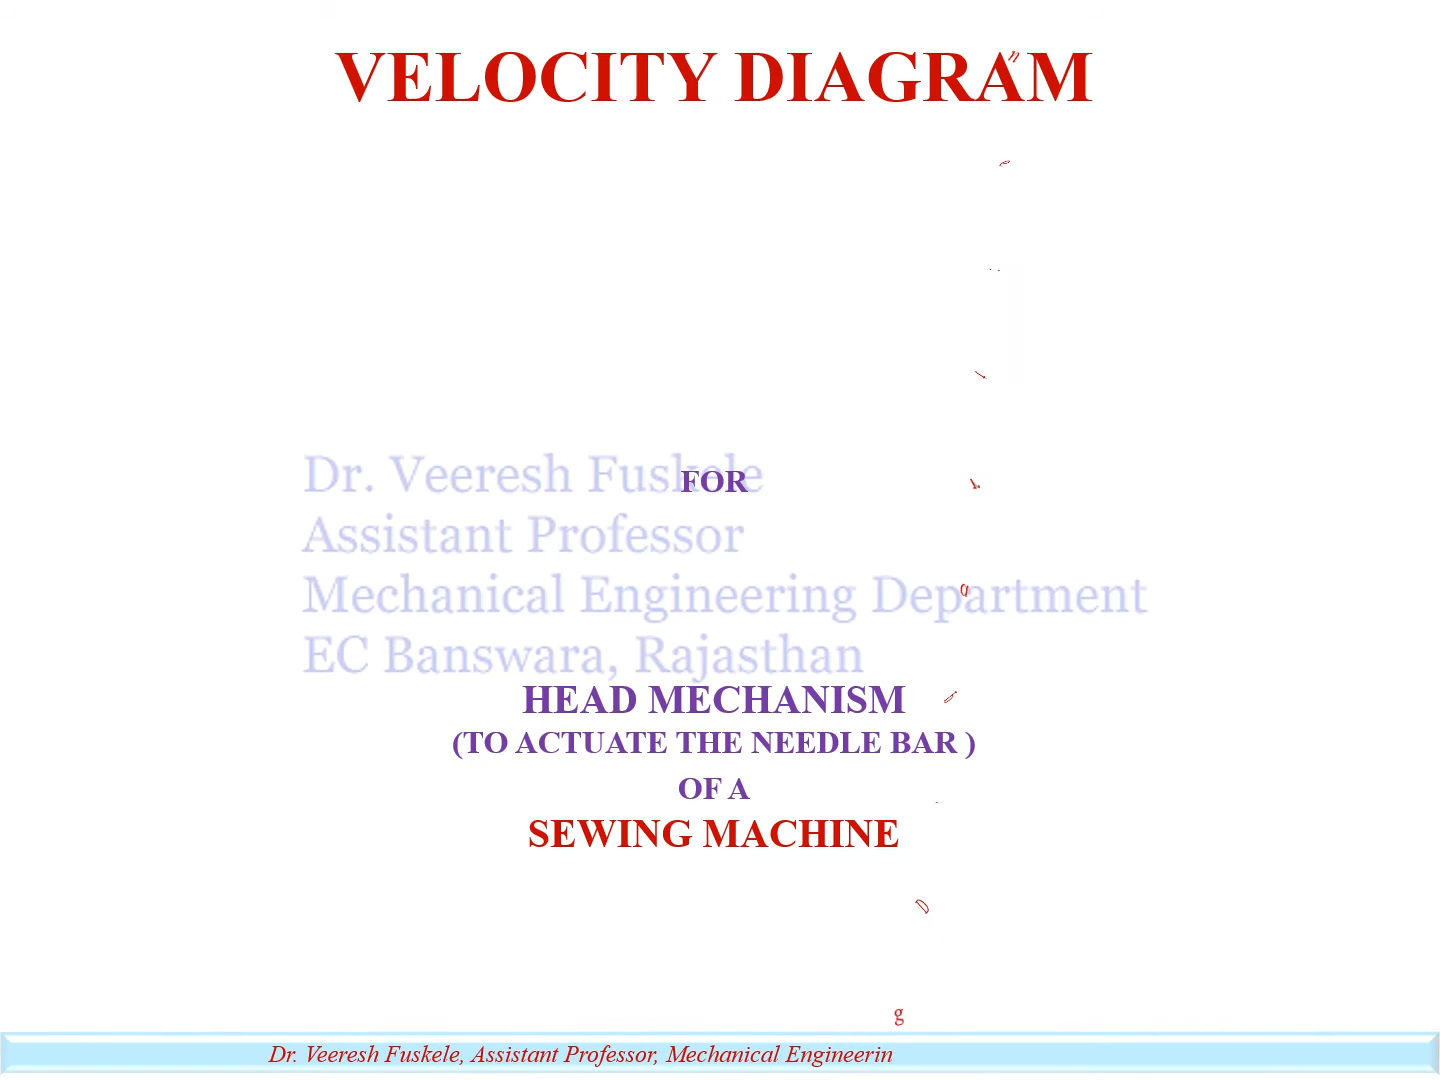 VELOCITY DIAGRAM
Dr. Veeresh Fuskele
FOR
Assistant Professor
Mechanical Engineering Department
EC Banswara, Rajasthan
HEAD MECHANISM
(TO ACTUATE THE NEEDLE BAR )
OF A
SEWING MACHINE
D
g
Dr. Veeresh Fuskele, Assistant Professor, Mechanical Engineerin